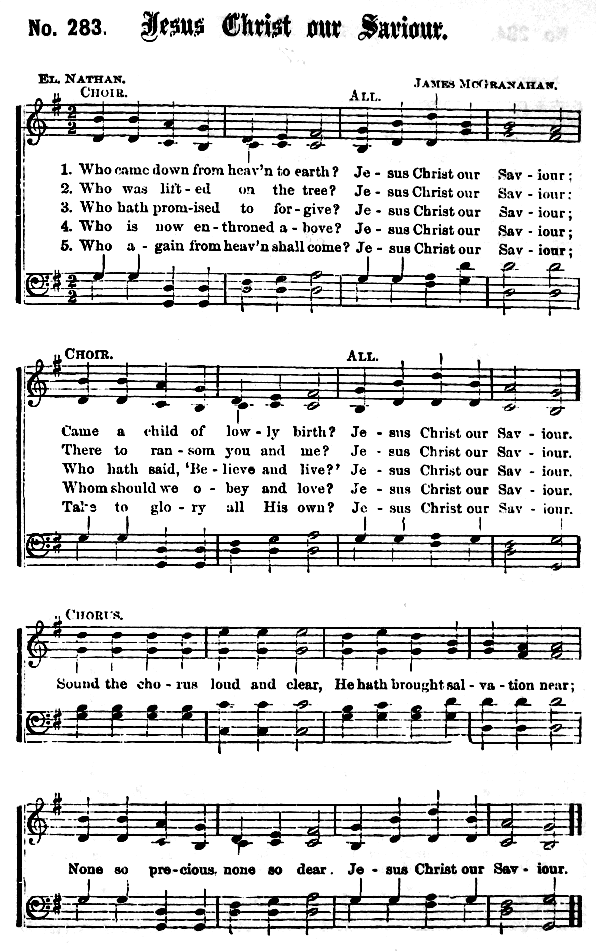 No. 283. Jesus Christ our Saviour.
El. Nathan. James McGranahan.
Choir. All.
1. Who came down from heav'n to earth? Je - sus Christ our Sav - iour;
2. Who was lift - ed on the tree? Je - sus Christ our Sav - iour;
3. Who hath prom - ised to for - give? Je - sus Christ our Sav - iour;
4. Who is now en - throned a - bove? Je - sus Christ our Sav - iour;
5. Who a - gain from heav'n shall come? Je - sus Christ our Sav - iour;
Choir. All.
Came a child of low - ly birth? Je - sus Christ our Sav - iour.
There to ran - som you and me? Je - sus Christ our Sav - iour.
Who hath said, 'Be - lieve and live?' Je - sus Christ our Sav - iour.
Whom should we o - bey and love? Je - sus Christ our Sav - iour.
Take to glo - ry all His own? Je - sus Christ our Sav - iour.
Chorus.
Sound the cho - rus loud and clear, He hath brought sal - va - tion near;
None so pre - cious, none so dear. Je - sus Christ our Sav - iour.